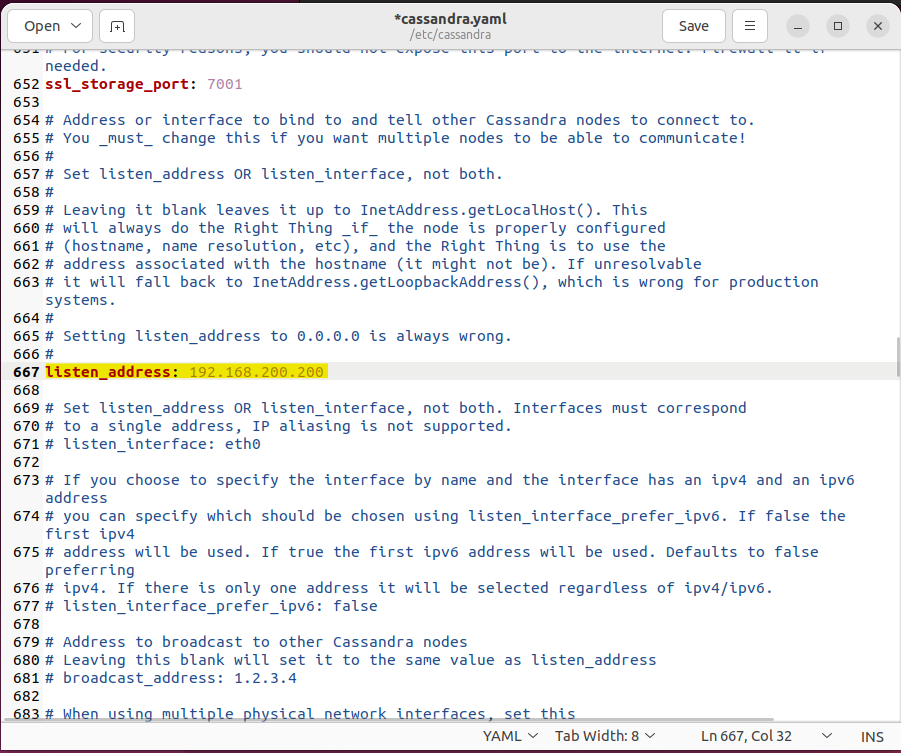 Open
*cassandra.yaml
/etc/cassandra
Save
651 # For security reasons, you should not expose this port to the internet. Firewall it if
needed.
652 ssl_storage_port: 7001
653
654 # Address or interface to bind to and tell other Cassandra nodes to connect to.
655 # You _must_ change this if you want multiple nodes to be able to communicate!
656 #
657 # Set listen_address OR listen_interface, not both.
658 #
659 # Leaving it blank leaves it up to InetAddress.getLocalHost(). This
660 # will always do the Right Thing _if_ the node is properly configured
661 # (hostname, name resolution, etc), and the Right Thing is to use the
662 # address associated with the hostname (it might not be). If unresolvable
663 # it will fall back to InetAddress.getLoopbackAddress(), which is wrong for production
systems.
664 #
665 # Setting listen_address to 0.0.0.0 is always wrong.
666 #
667 listen_address: 192.168.200.200
668
669 # Set listen_address OR listen_interface, not both. Interfaces must correspond
670 # to a single address, IP aliasing is not supported.
671 # listen_interface: eth0
672
673 # If you choose to specify the interface by name and the interface has an ipv4 and an ipv6
address
674 # you can specify which should be chosen using listen_interface_prefer_ipv6. If false the
first ipv4
675 # address will be used. If true the first ipv6 address will be used. Defaults to false
preferring
676 # ipv4. If there is only one address it will be selected regardless of ipv4/ipv6.
677 # listen_interface_prefer_ipv6: false
678
679 # Address to broadcast to other Cassandra nodes
680 # Leaving this blank will set it to the same value as listen_address
681 # broadcast_address: 1.2.3.4
682
683 # When using multiple physical network interfaces, set this
YAML
Tab Width: 8
Ln 667, Col 32
INS